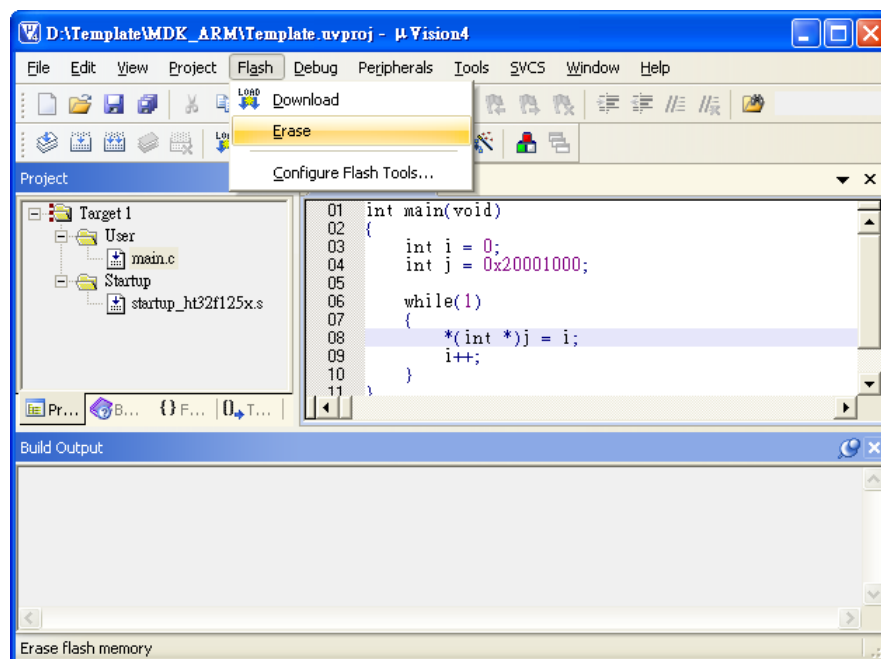 D:\Template\MDK_ARM\Template.uvproj - µVision4
File Edit View Project Flash Debug Peripherals Tools SVCS Window Help
LOAD Download
Erase
Configure Flash Tools...
Project
Target 1
User
main.c
Startup
startup_ht32f125x.s
01 int main(void)
02 {
03 int i = 0;
04 int j = 0x20001000;
05
06 while(1)
07 {
08 *(int *)j = i;
09 i++;
10 }
11 }
Pr... B... {} F... 0 T...
Build Output
Erase flash memory